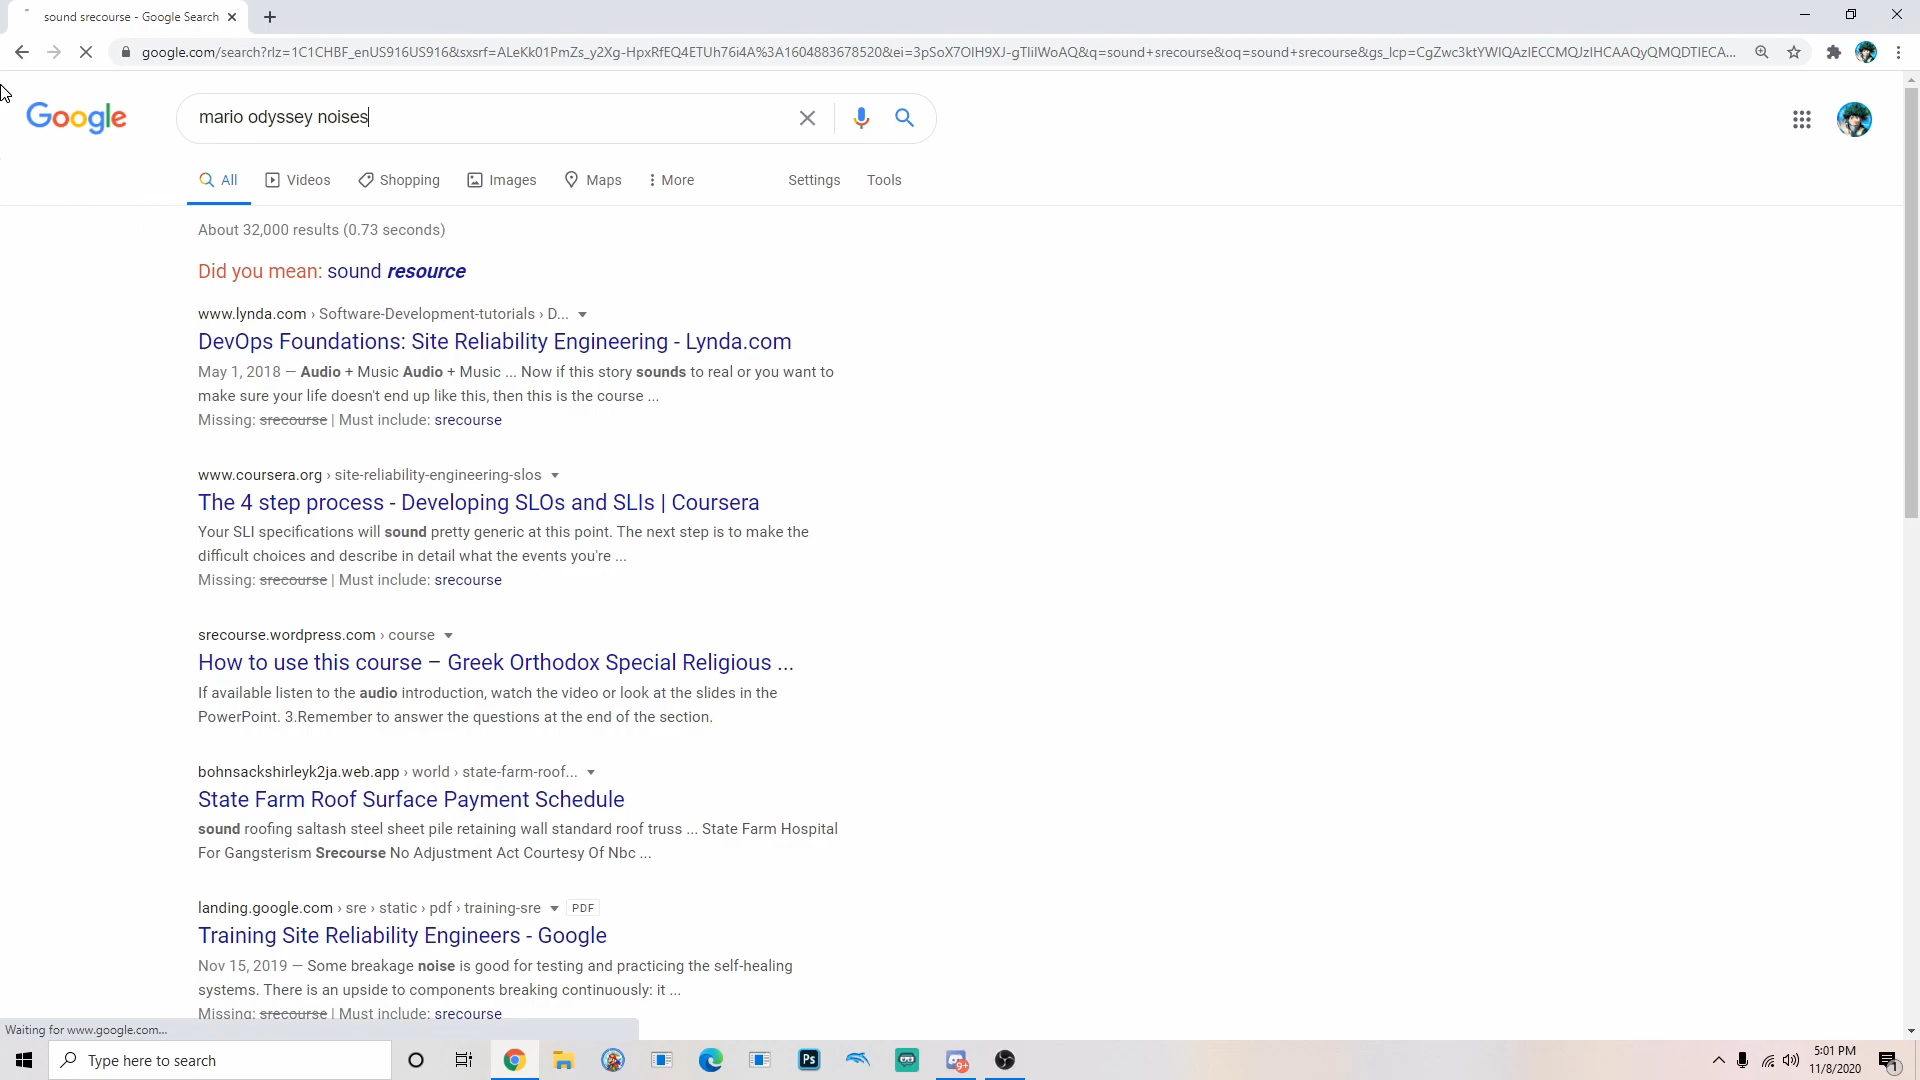 sound srecourse - Google Search
google.com/search?rlz=1C1CHBF_enUS916US916&sxsrf=ALeKk01PmZs_y2Xg-HpxRfEQ4ETUh76i4A%3A1604883678520&ei=3pSoX7OlH9XJ-gTliIWoAQ&q=sound+srecourse&oq=sound+srecourse&gs_lcp=CgZwc3ktYWIQAzIECCMQJzIHCAAQyQMQDTIECA...
Google
mario odyssey noises
All Videos Shopping Images Maps More Settings Tools
About 32,000 results (0.73 seconds)
Did you mean: sound resource
www.lynda.com › Software-Development-tutorials › D...
DevOps Foundations: Site Reliability Engineering - Lynda.com
May 1, 2018 — Audio + Music Audio + Music ... Now if this story sounds to real or you want to
make sure your life doesn't end up like this, then this is the course ...
Missing: srecourse | Must include: srecourse
www.coursera.org › site-reliability-engineering-slos
The 4 step process - Developing SLOs and SLIs | Coursera
Your SLI specifications will sound pretty generic at this point. The next step is to make the
difficult choices and describe in detail what the events you're ...
Missing: srecourse | Must include: srecourse
srecourse.wordpress.com › course
How to use this course – Greek Orthodox Special Religious ...
If available listen to the audio introduction, watch the video or look at the slides in the
PowerPoint. 3.Remember to answer the questions at the end of the section.
bohnsackshirleyk2ja.web.app › world › state-farm-roof...
State Farm Roof Surface Payment Schedule
sound roofing saltash steel sheet pile retaining wall standard roof truss ... State Farm Hospital
For Gangsterism Srecourse No Adjustment Act Courtesy Of Nbc ...
landing.google.com › sre › static › pdf › training-sre PDF
Training Site Reliability Engineers - Google
Nov 15, 2019 — Some breakage noise is good for testing and practicing the self-healing
systems. There is an upside to components breaking continuously: it ...
Missing: srecourse | Must include: srecourse
Waiting for www.google.com...
Type here to search
Ps
9+
5:01 PM
11/8/2020
1